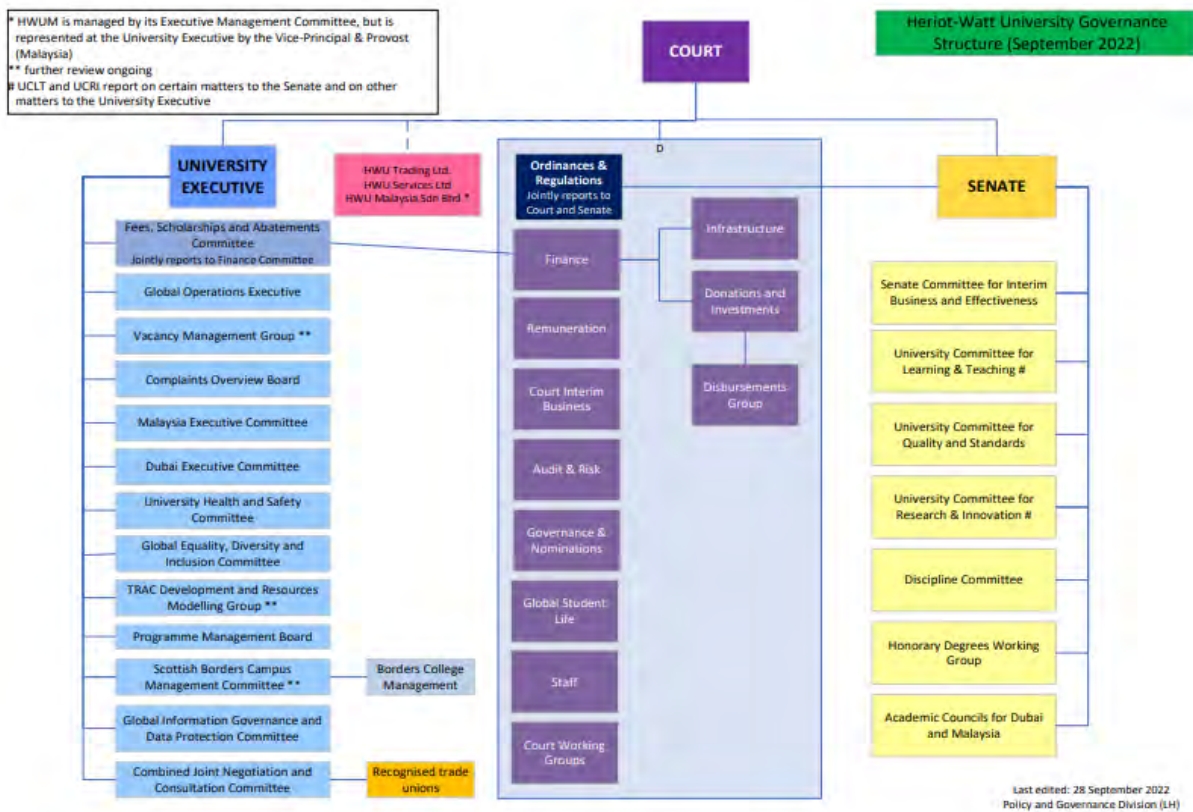 * HWUM is managed by its Executive Management Committee, but is
represented at the University Executive by the Vice-Principal & Provost
(Malaysia)
** further review ongoing
# UCLT and UCRI report on certain matters to the Senate and on other
matters to the University Executive
COURT
Heriot-Watt University Governance
Structure (September 2022)
UNIVERSITY
EXECUTIVE
HWU Trading Ltd.
HWU Services Ltd
HWU Malaysia Sdn Bhd *
D
Ordinances &
Regulations
Jointly reports to
Court and Senate
SENATE
Fees, Scholarships and Abatements
Committee
Jointly reports to Finance Committee
Global Operations Executive
Vacancy Management Group **
Complaints Overview Board
Malaysia Executive Committee
Dubai Executive Committee
University Health and Safety
Committee
Global Equality, Diversity and
Inclusion Committee
TRAC Development and Resources
Modelling Group **
Programme Management Board
Scottish Borders Campus
Management Committee **
Borders College
Management
Global Information Governance and
Data Protection Committee
Combined Joint Negotiation and
Consultation Committee
Recognised trade
unions
Finance
Remuneration
Court Interim
Business
Audit & Risk
Governance &
Nominations
Global Student
Life
Staff
Court Working
Groups
Infrastructure
Donations and
Investments
Disbursements
Group
Senate Committee for Interim
Business and Effectiveness
University Committee for
Learning & Teaching #
University Committee for
Quality and Standards
University Committee for
Research & Innovation #
Discipline Committee
Honorary Degrees Working
Group
Academic Councils for Dubai
and Malaysia
Last edited: 28 September 2022
Policy and Governance Division (LH)